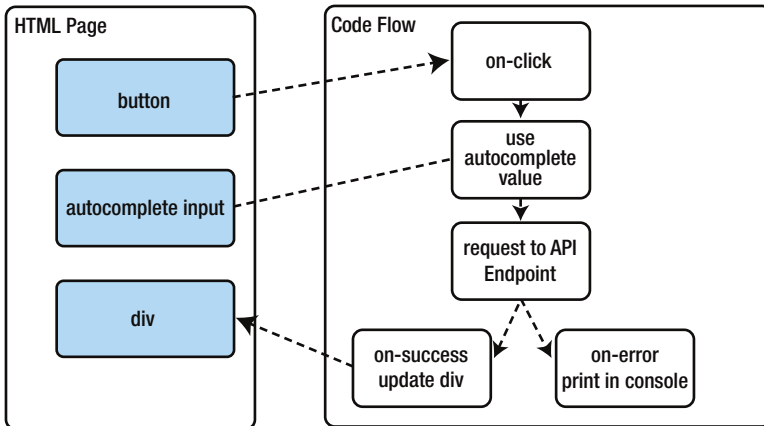 HTML Page
button
autocomplete input
div
Code Flow
on-click
use
autocomplete
value
request to API
Endpoint
on-success
update div
on-error
print in console